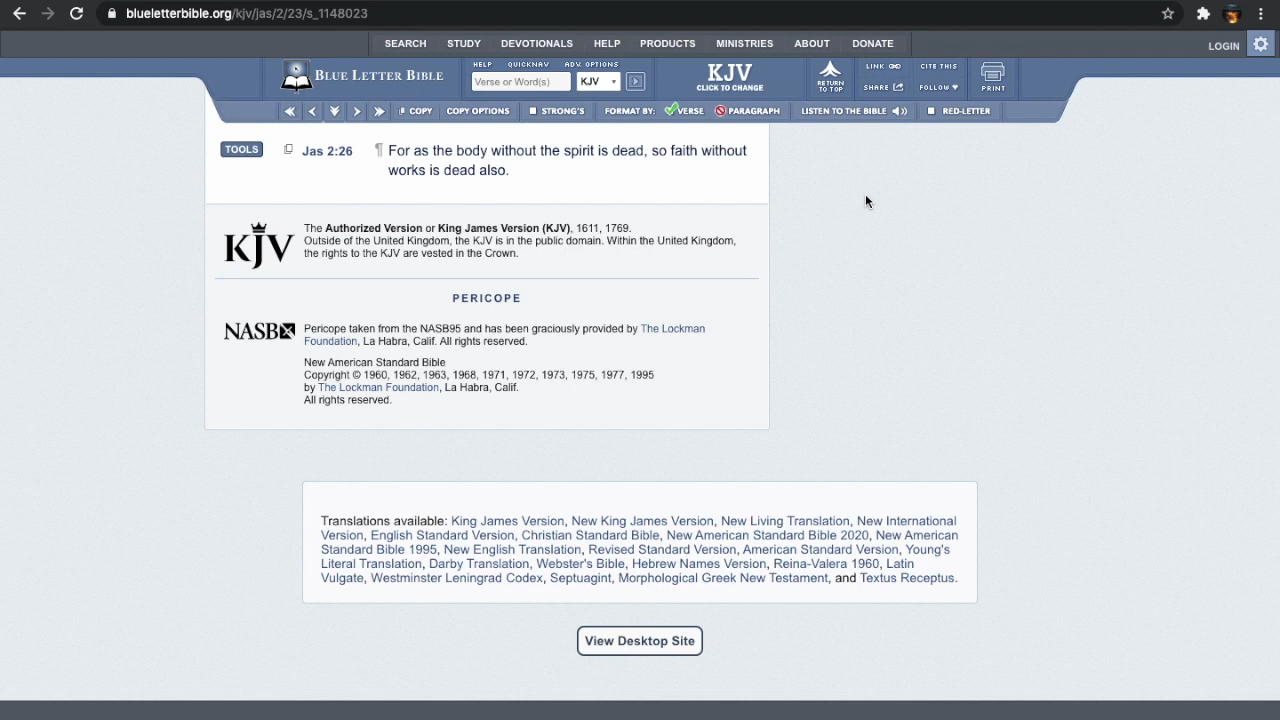 blueletterbible.org/kjv/jas/2/23/s_1148023
SEARCH STUDY DEVOTIONALS HELP PRODUCTS MINISTRIES ABOUT DONATE
LOGIN
BLUE LETTER BIBLE
HELP QUICKNAV ADV. OPTIONS
Verse or Word(s)
KJV
KJV
CLICK TO CHANGE
RETURN
TO TOP
LINK
CITE THIS
SHARE
FOLLOW
PRINT
COPY COPY OPTIONS STRONG'S FORMAT BY: VERSE PARAGRAPH LISTEN TO THE BIBLE RED-LETTER
TOOLS Jas 2:26 ¶ For as the body without the spirit is dead, so faith without
works is dead also.
KJV
The Authorized Version or King James Version (KJV), 1611, 1769.
Outside of the United Kingdom, the KJV is in the public domain. Within the United Kingdom,
the rights to the KJV are vested in the Crown.
PERICOPE
NASB
Pericope taken from the NASB95 and has been graciously provided by The Lockman
Foundation, La Habra, Calif. All rights reserved.
New American Standard Bible
Copyright © 1960, 1962, 1963, 1968, 1971, 1972, 1973, 1975, 1977, 1995
by The Lockman Foundation, La Habra, Calif.
All rights reserved.
Translations available: King James Version, New King James Version, New Living Translation, New International
Version, English Standard Version, Christian Standard Bible, New American Standard Bible 2020, New American
Standard Bible 1995, New English Translation, Revised Standard Version, American Standard Version, Young's
Literal Translation, Darby Translation, Webster's Bible, Hebrew Names Version, Reina-Valera 1960, Latin
Vulgate, Westminster Leningrad Codex, Septuagint, Morphological Greek New Testament, and Textus Receptus.
View Desktop Site